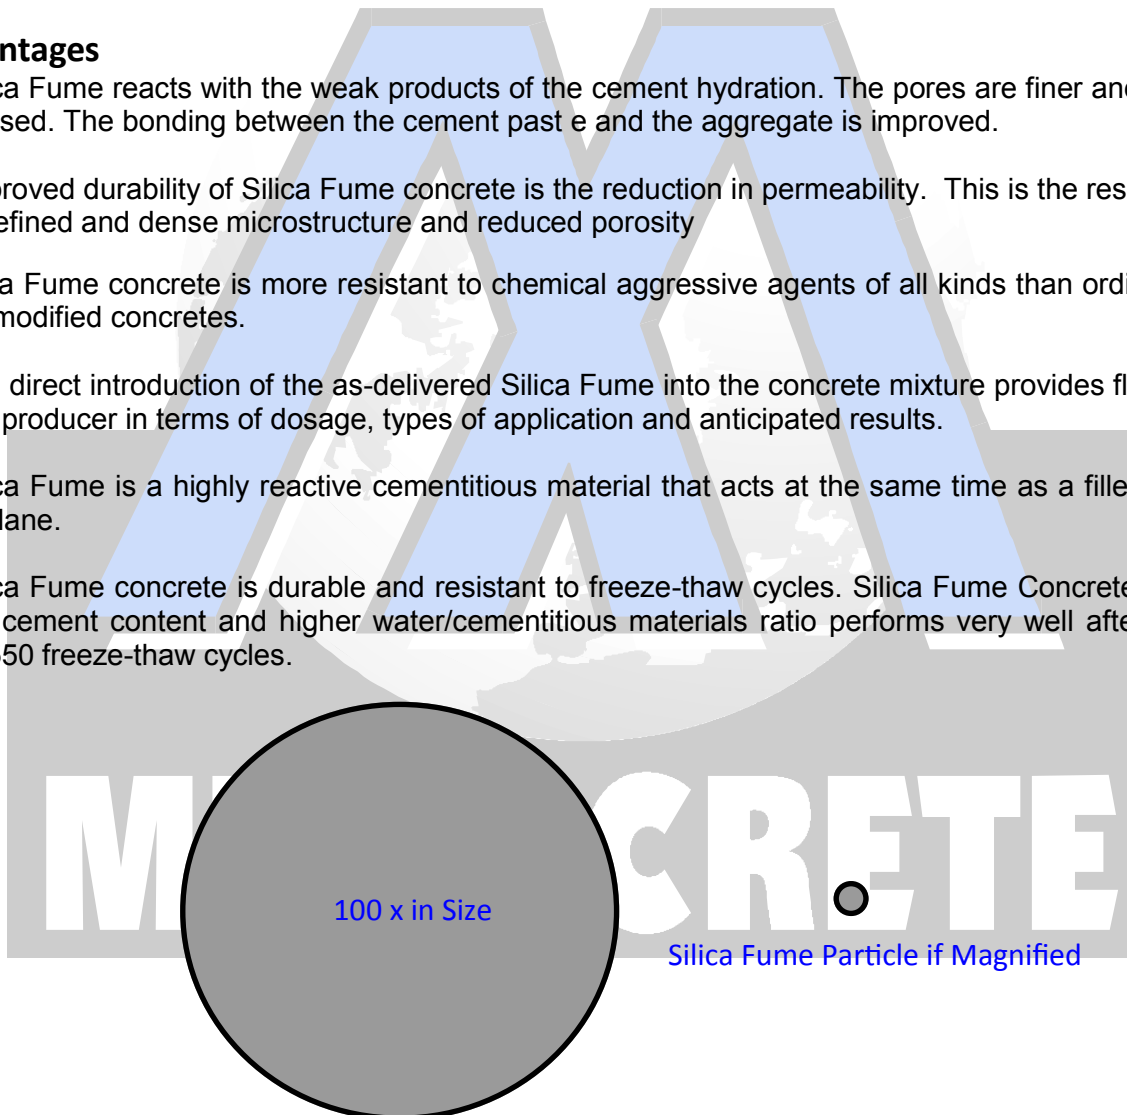 ntages
ca Fume reacts with the weak products of the cement hydration. The pores are finer and
sed. The bonding between the cement past e and the aggregate is improved.
proved durability of Silica Fume concrete is the reduction in permeability.  This is the res
efined and dense microstructure and reduced porosity
a Fume concrete is more resistant to chemical aggressive agents of all kinds than ordi
modified concretes.
direct introduction of the as-delivered Silica Fume into the concrete mixture provides fl
producer in terms of dosage, types of application and anticipated results.
ca Fume is a highly reactive cementitious material that acts at the same time as a fille
lane.
ca Fume concrete is durable and resistant to freeze-thaw cycles. Silica Fume Concrete
cement content and higher water/cementitious materials ratio performs very well afte
50 freeze-thaw cycles.
M CRETE
100 x in Size
Silica Fume Particle if Magnified